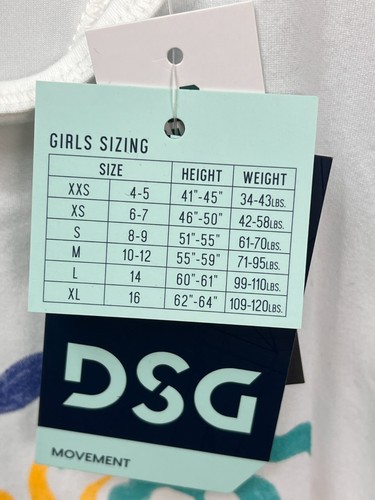 GIRLS SIZING
SIZE HEIGHT WEIGHT
XXS 4-5 41"-45" 34-43LBS.
XS 6-7 46"-50" 42-58LBS.
S 8-9 51"-55" 61-70LBS.
M 10-12 55"-59" 71-95LBS.
L 14 60"-61" 99-110LBS.
XL 16 62"-64" 109-120LBS.
DSG
MOVEMENT